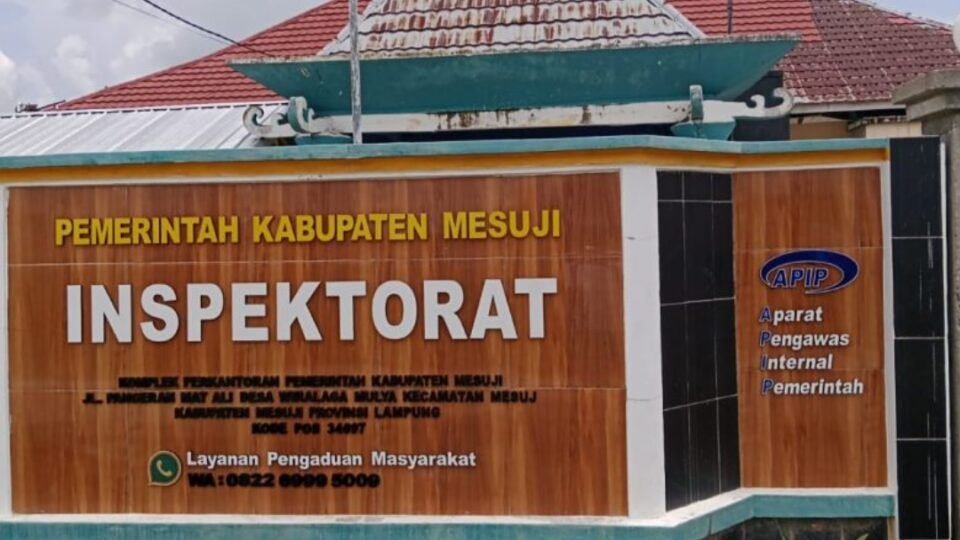 PEMERINTAH KABUPATEN MESUJI
INSPEKTORAT
KOMPLEK PERKANTORAN PEMERINTAH KABUPATEN MESUJI
JL. PANGERAN MAT ALI DESA WIRALAGA MULYA KECAMATAN MESUJ
KABUPATEN MESUJI PROVINSI LAMPUNG
KODE POS 34697
Layanan Pengaduan Masyarakat
WA : 0822 6999 5009
APIP
Aparat
Pengawas
Internal
Pemerintah